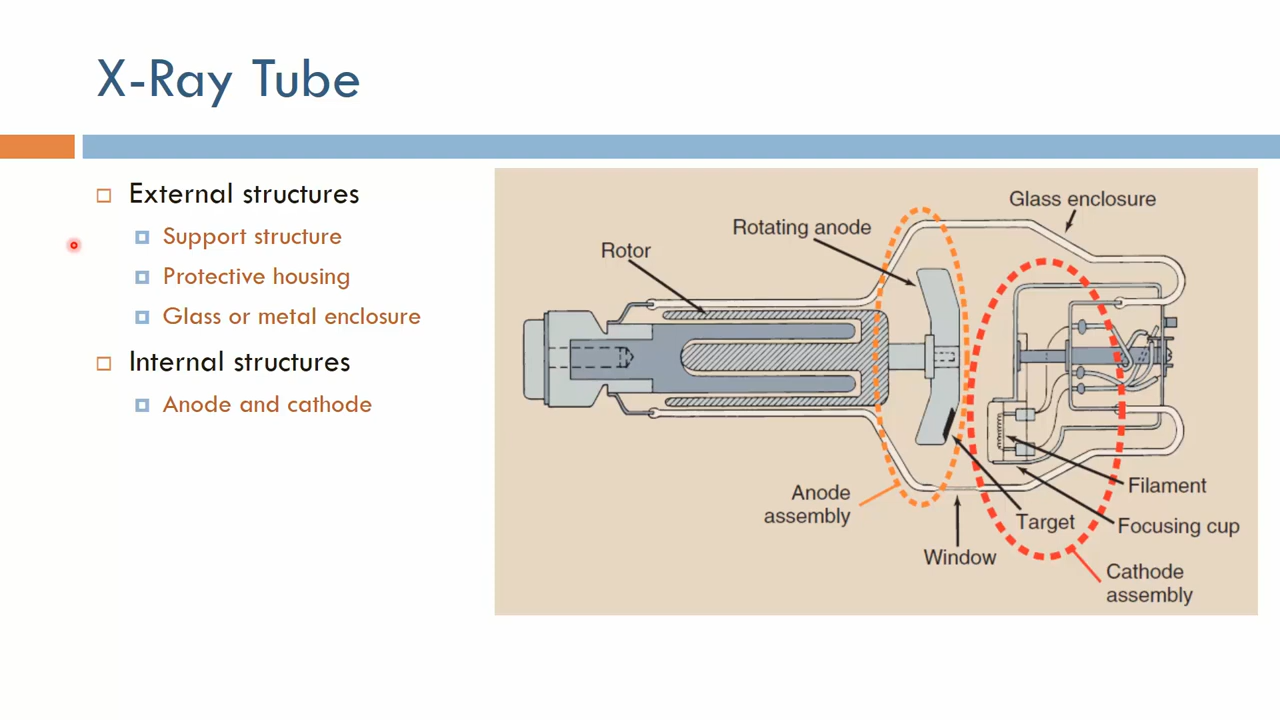 X-Ray Tube
External structures
Support structure
Protective housing
Glass or metal enclosure
Internal structures
Anode and cathode
Glass enclosure
Rotating anode
Rotor
Filament
Anode
assembly
Target
Focusing cup
Window
Cathode
assembly